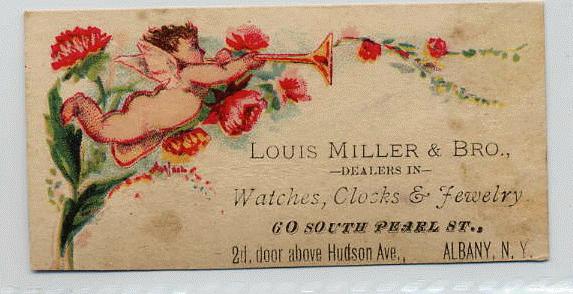 LOUIS MILLER & BRO.,
—DEALERS IN—
Watches, Clocks & Jewelry
60 SOUTH PEARL ST.,
2d. door above Hudson Ave., ALBANY, N. Y.